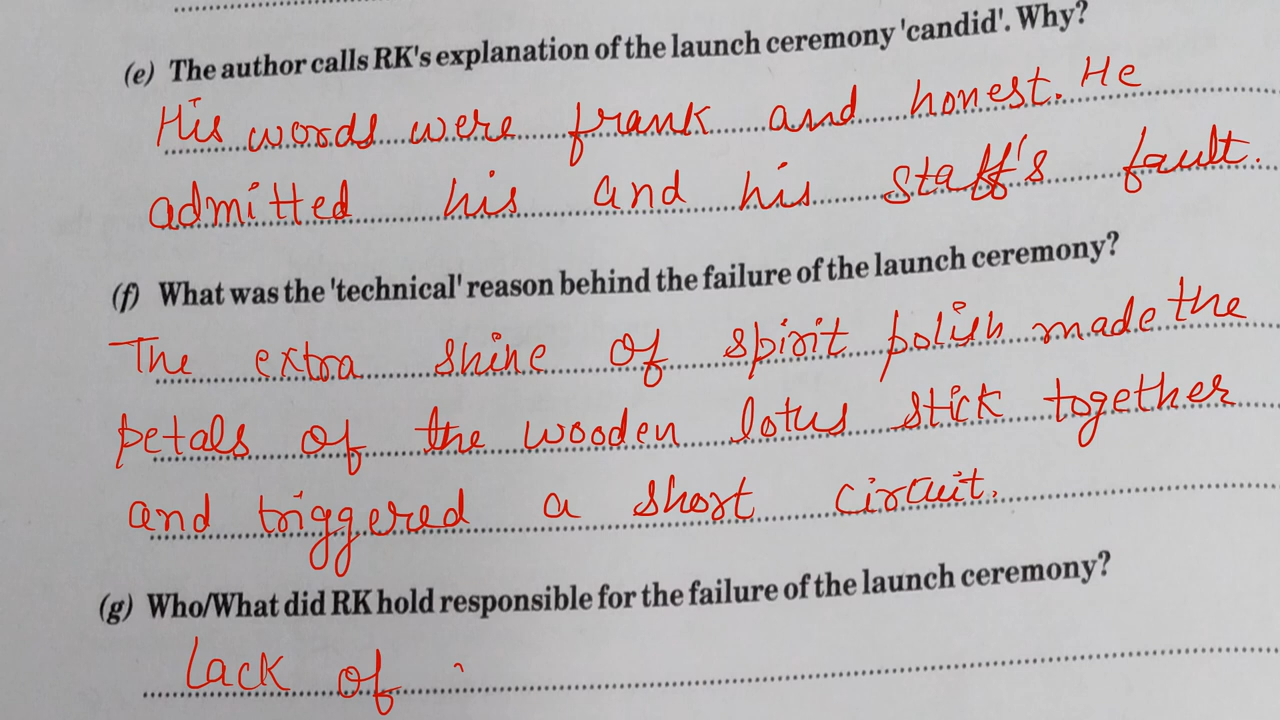 (e) The author calls RK's explanation of the launch ceremony 'candid'. Why?
His words were frank and honest. He
admitted his and his staff's fault.
(f) What was the 'technical' reason behind the failure of the launch ceremony?
The extra shine of spirit polish made the
petals of the wooden lotus stick together
and triggered a short circuit.
(g) Who/What did RK hold responsible for the failure of the launch ceremony?
Lack of